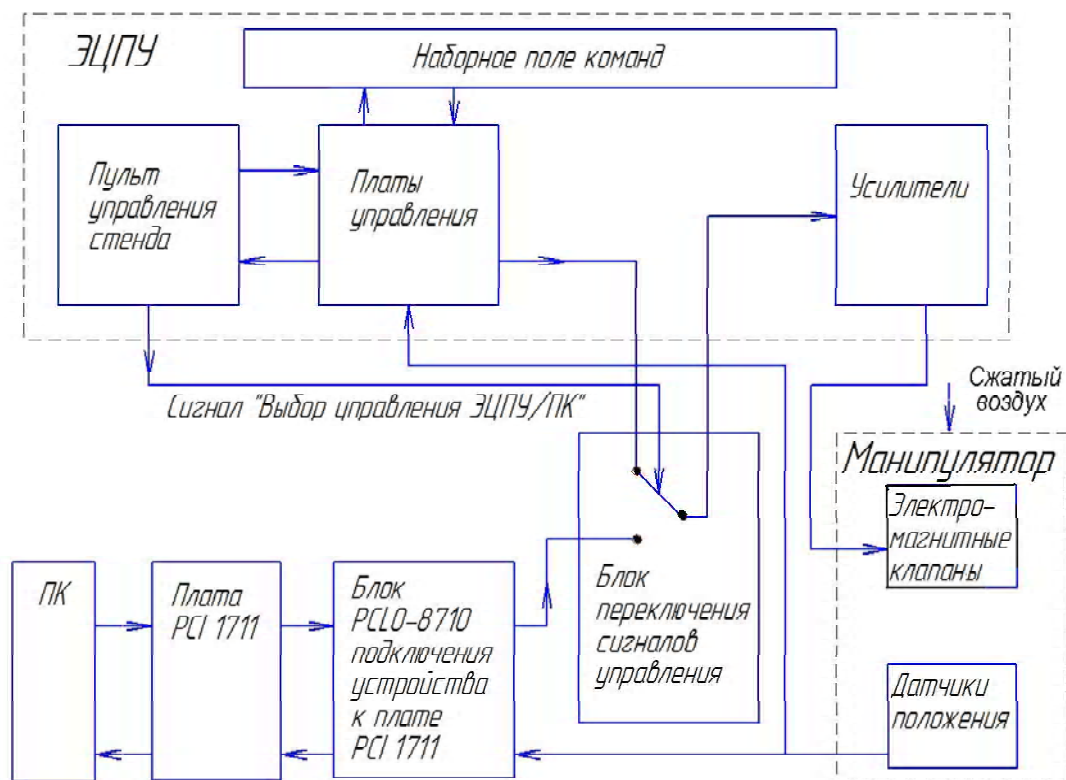 ЭЦПУ
Наборное поле команд
Пульт
управления
стенда
Платы
управления
Усилители
Сигнал "Выбор управления ЭЦПУ/ПК"
Сжатый
воздух
Манипулятор
Электро-
магнитные
клапаны
Датчики
положения
ПК
Плата
PCI 1711
Блок
PCLD-8710
подключения
устройства
к плате
PCI 1711
Блок
переключения
сигналов
управления